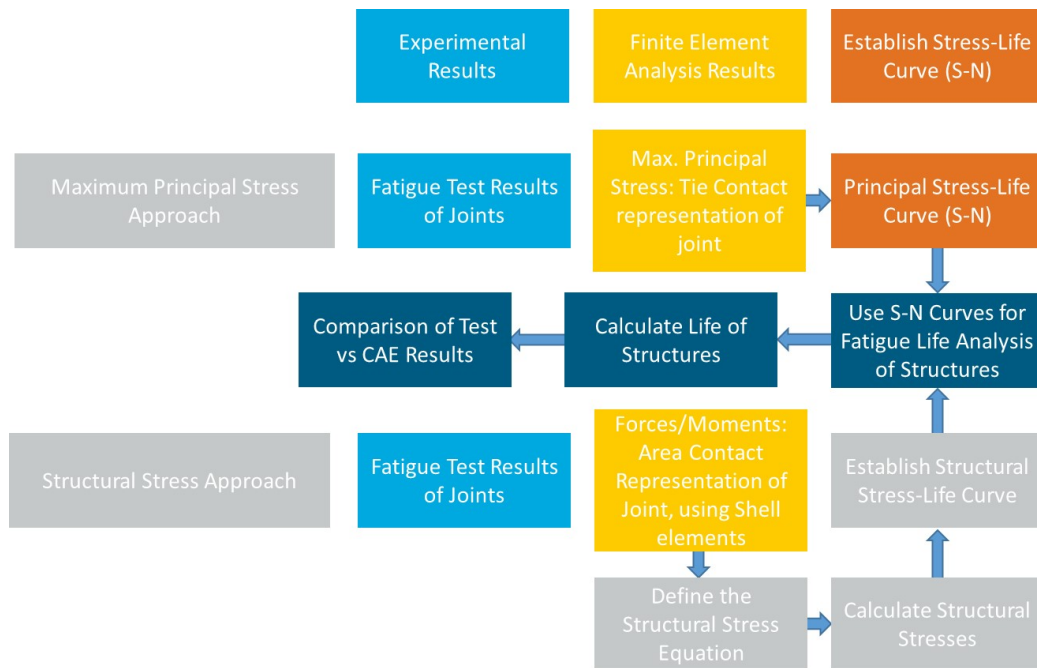 Experimental
Results
Finite Element
Analysis Results
Establish Stress-Life
Curve (S-N)
Maximum Principal Stress
Approach
Fatigue Test Results
of Joints
Max. Principal
Stress: Tie Contact
representation of
joint
Principal Stress-Life
Curve (S-N)
Comparison of Test
vs CAE Results
Calculate Life of
Structures
Use S-N Curves for
Fatigue Life Analysis
of Structures
Structural Stress Approach
Fatigue Test Results
of Joints
Forces/Moments:
Area Contact
Representation of
Joint, using Shell
elements
Establish Structural
Stress-Life Curve
Define the
Structural Stress
Equation
Calculate Structural
Stresses